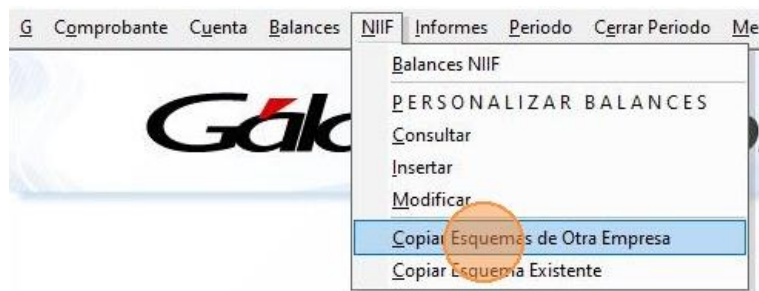 G Comprobante Cuenta Balances NIIF Informes Periodo Cerrar Periodo Me
Balances NIIF
PERSONALIZAR BALANCES
Consultar
Insertar
Modificar
Copiar Esquemas de Otra Empresa
Copiar Esquema Existente